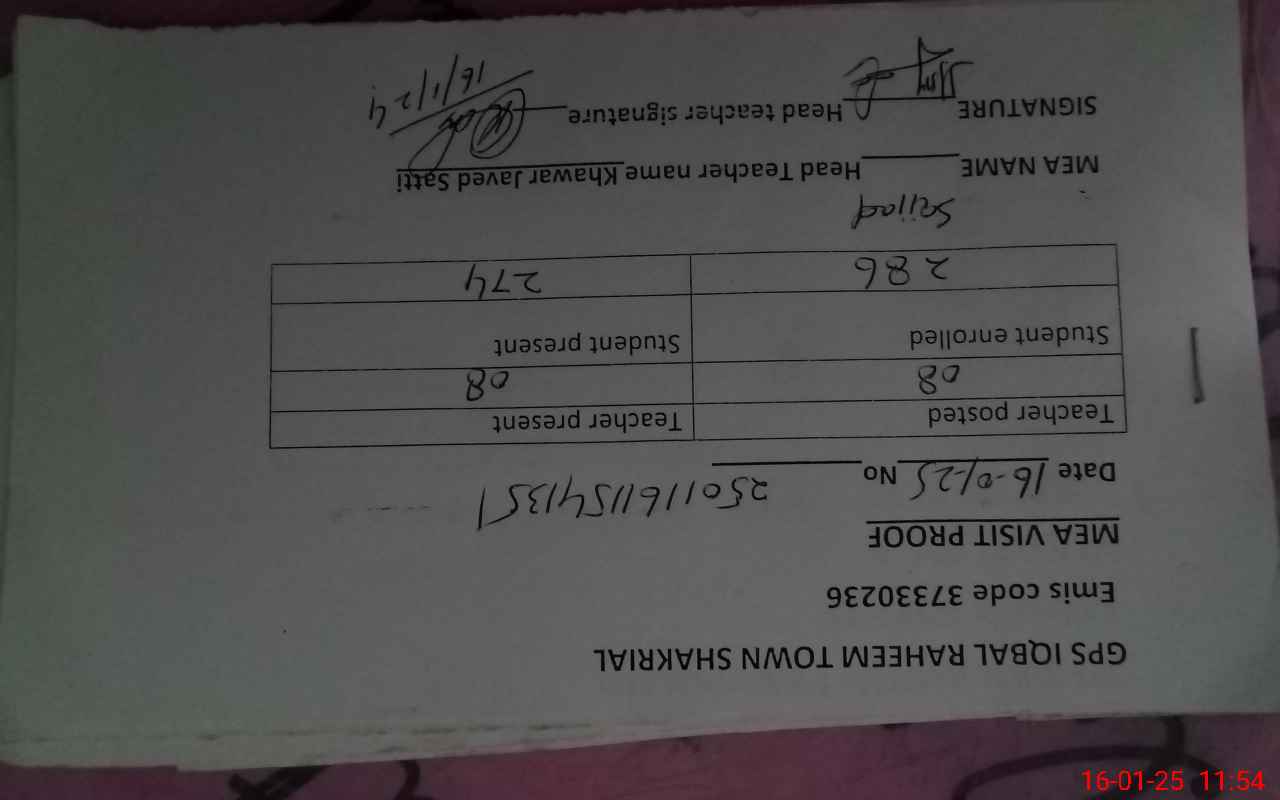 GPS IQBAL RAHEEM TOWN SHAKRIAL
Emis code 37330236
MEA VISIT PROOF
Date 16-01-25 No 2501161154 1351
Teacher posted Teacher present
08 08
Student enrolled Student present
286 274
Sajjad
MEA NAME Head Teacher name Khawar Javed Satti
SIGNATURE Head teacher signature
16/1/24
16-01-25 11:54